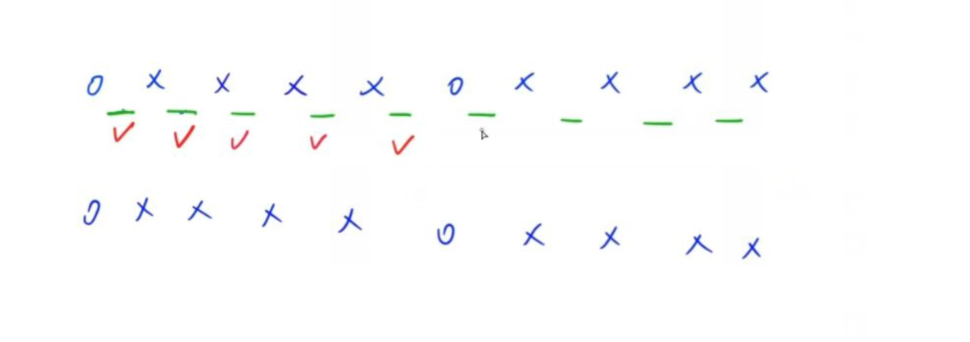 0 x x x x 0 x x x x
— — — — — — — — —
✓ ✓ ✓ ✓ ✓
0 x x x x 0 x x x x